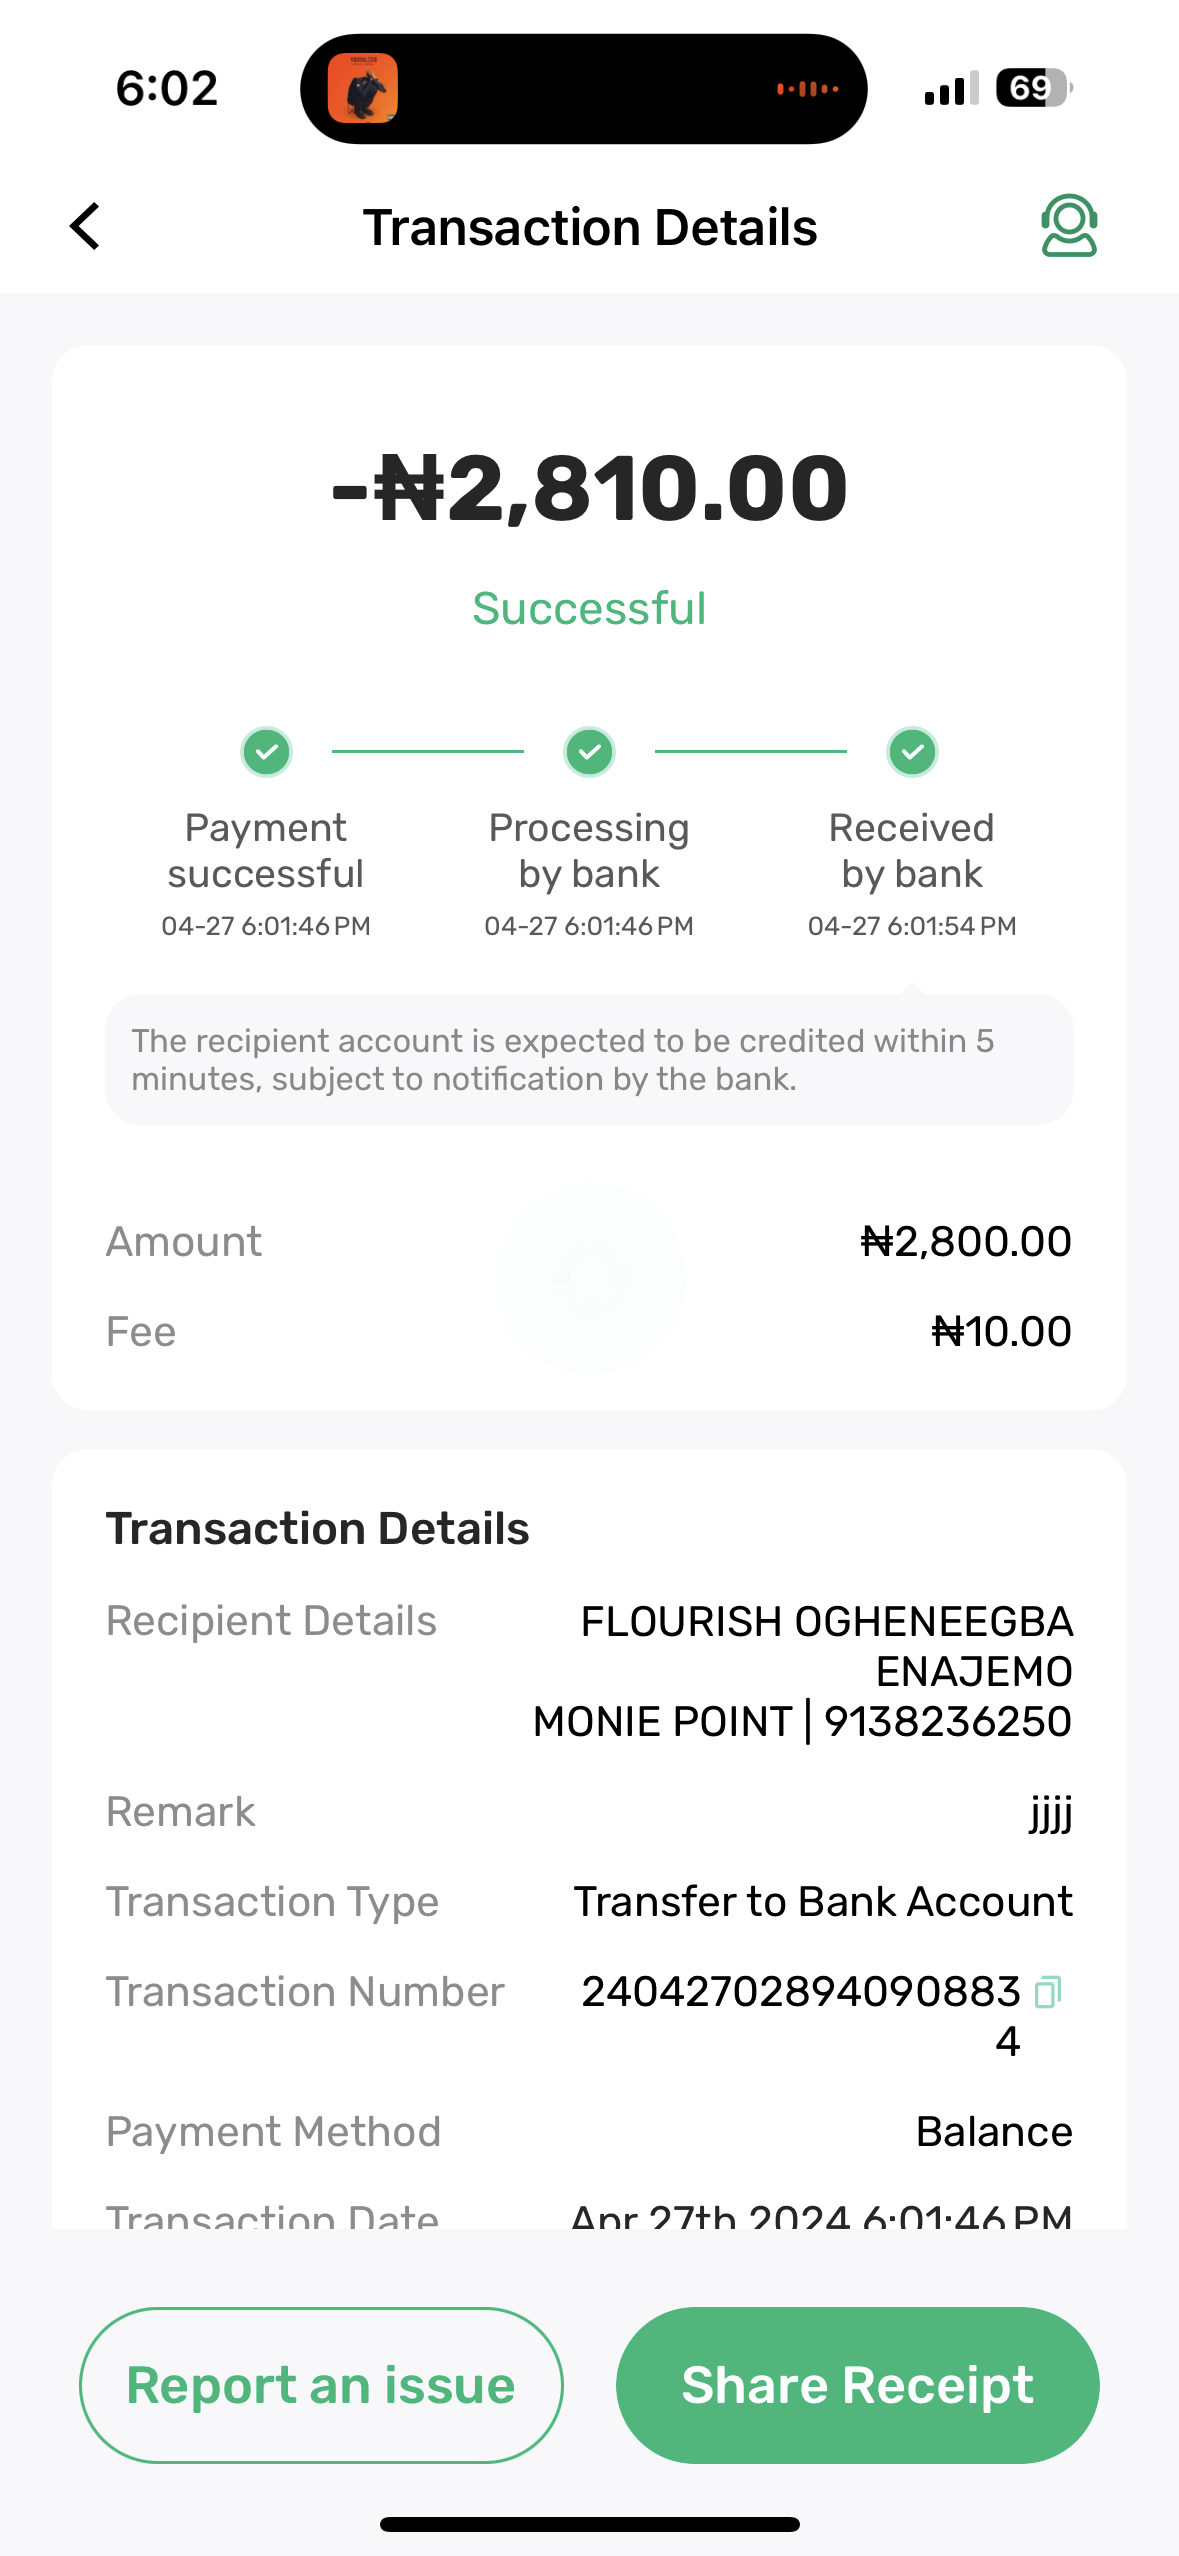 6:02
69
Transaction Details
-₦2,810.00
Successful
Payment
successful
04-27 6:01:46 PM
Processing
by bank
04-27 6:01:46 PM
Received
by bank
04-27 6:01:54 PM
The recipient account is expected to be credited within 5
minutes, subject to notification by the bank.
Amount ₦2,800.00
Fee ₦10.00
Transaction Details
Recipient Details FLOURISH OGHENEEGBA
ENAJEMO
MONIE POINT | 9138236250
Remark jjjj
Transaction Type Transfer to Bank Account
Transaction Number 24042702894090883
4
Payment Method Balance
Transaction Date Apr 27th 2024 6:01:46 PM
Report an issue
Share Receipt